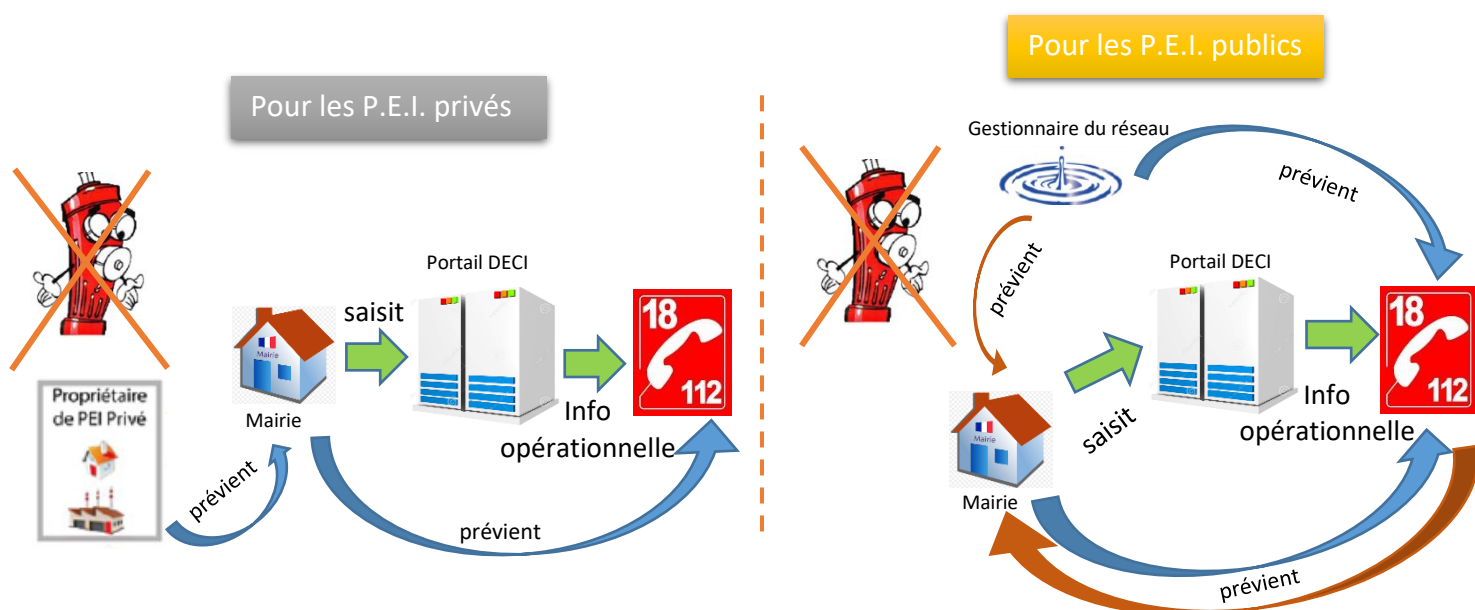 Pour les P.E.I. privés
Portail DECI
saisit
18
112
Mairie
Mairie
Info
opérationnelle
Propriétaire
de PEI Privé
prévient
prévient
Pour les P.E.I. publics
Gestionnaire du réseau
prévient
prévient
Portail DECI
18
112
saisit
Info
opérationnelle
Mairie
Mairie
prévient